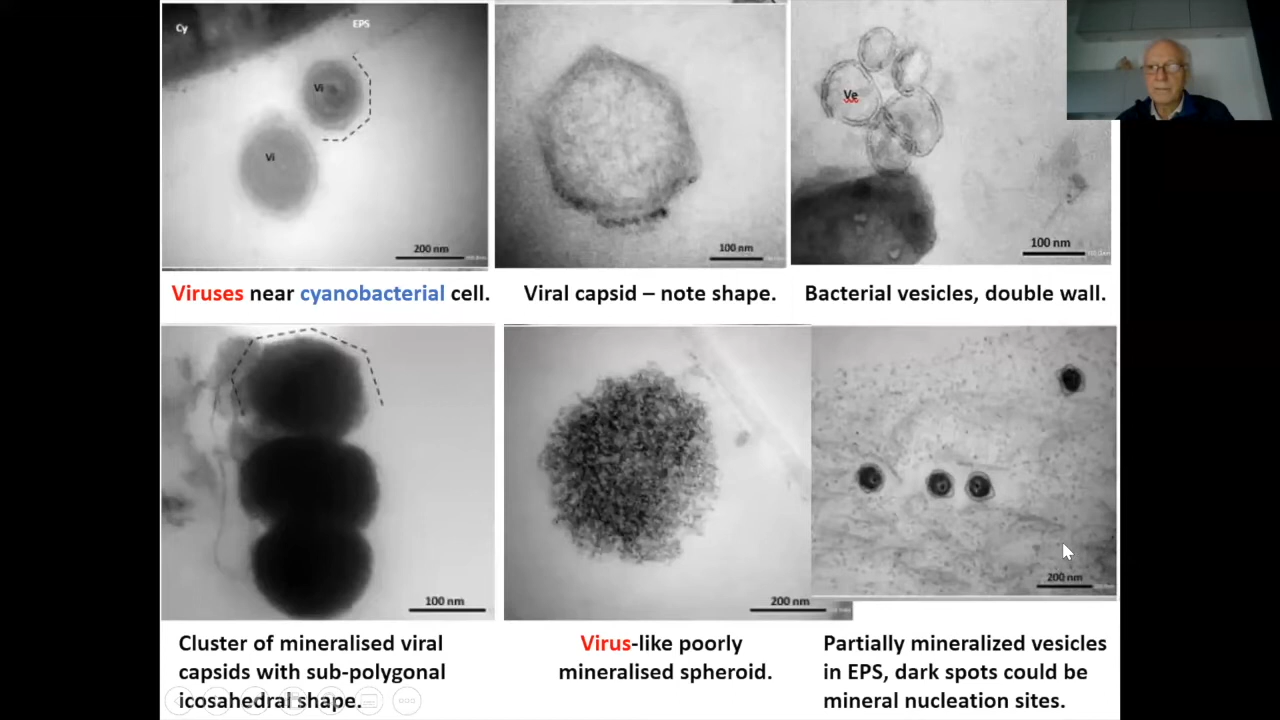 Cy
EPS
Vi
Vi
200 nm
100 nm
Ve
100 nm
Viruses near cyanobacterial cell.
Viral capsid – note shape.
Bacterial vesicles, double wall.
100 nm
200 nm
200 nm
Cluster of mineralised viral
capsids with sub-polygonal
icosahedral shape.
Virus-like poorly
mineralised spheroid.
Partially mineralized vesicles
in EPS, dark spots could be
mineral nucleation sites.